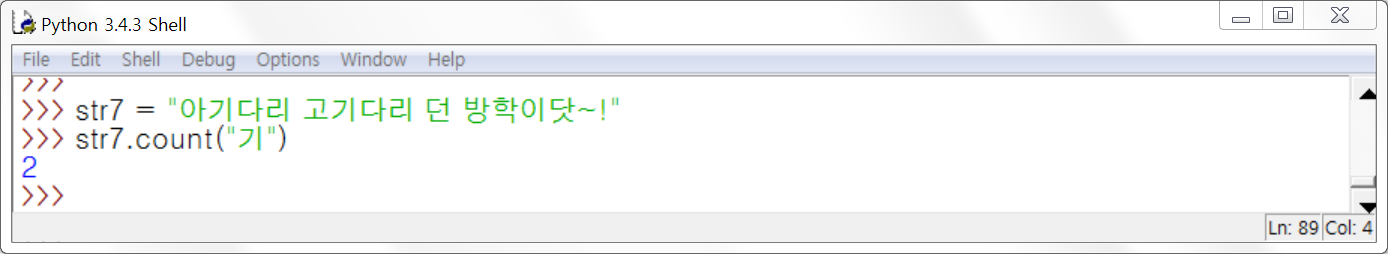 Python 3.4.3 Shell
File Edit Shell Debug Options Window Help
>>>
>>> str7 = "아기다리 고기다리 던 방학이닷~!"
>>> str7.count("기")
2
>>>
Ln: 89 Col: 4